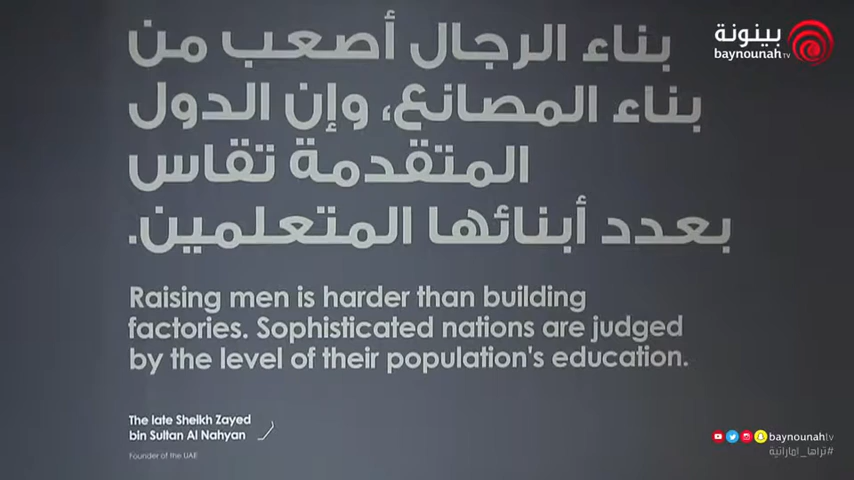 بينونة
baynounahtv
بناء الرجال أصعب من
بناء المصانع، وإن الدول
المتقدمة تقاس
بعدد أبنائها المتعلمين.
Raising men is harder than building
factories. Sophisticated nations are judged
by the level of their population's education.
The late Sheikh Zayed
bin Sultan Al Nahyan
Founder of the UAE
baynounahtv
#تراها_اماراتية